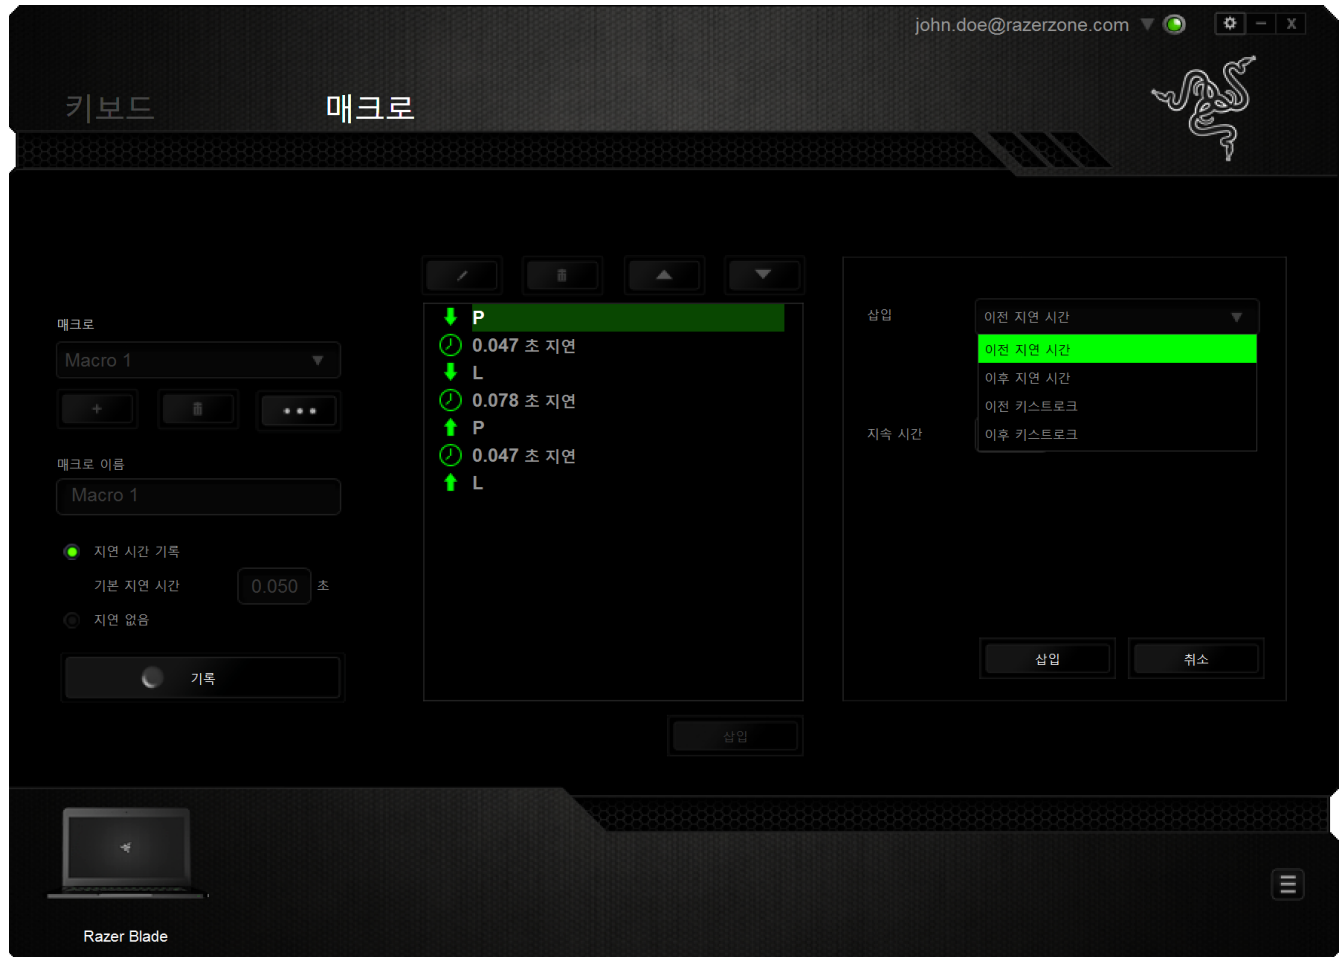 john.doe@razerzone.com
X
키보드
매크로
매크로
Macro 1
매크로 이름
Macro 1
지연 시간 기록
기본 지연 시간 0.050 초
지연 없음
기록
P
0.047 초 지연
L
0.078 초 지연
P
0.047 초 지연
L
삽입
삽입 이전 지연 시간
이전 지연 시간
이후 지연 시간
이전 키스트로크
이후 키스트로크
지속 시간
삽입
취소
Razer Blade